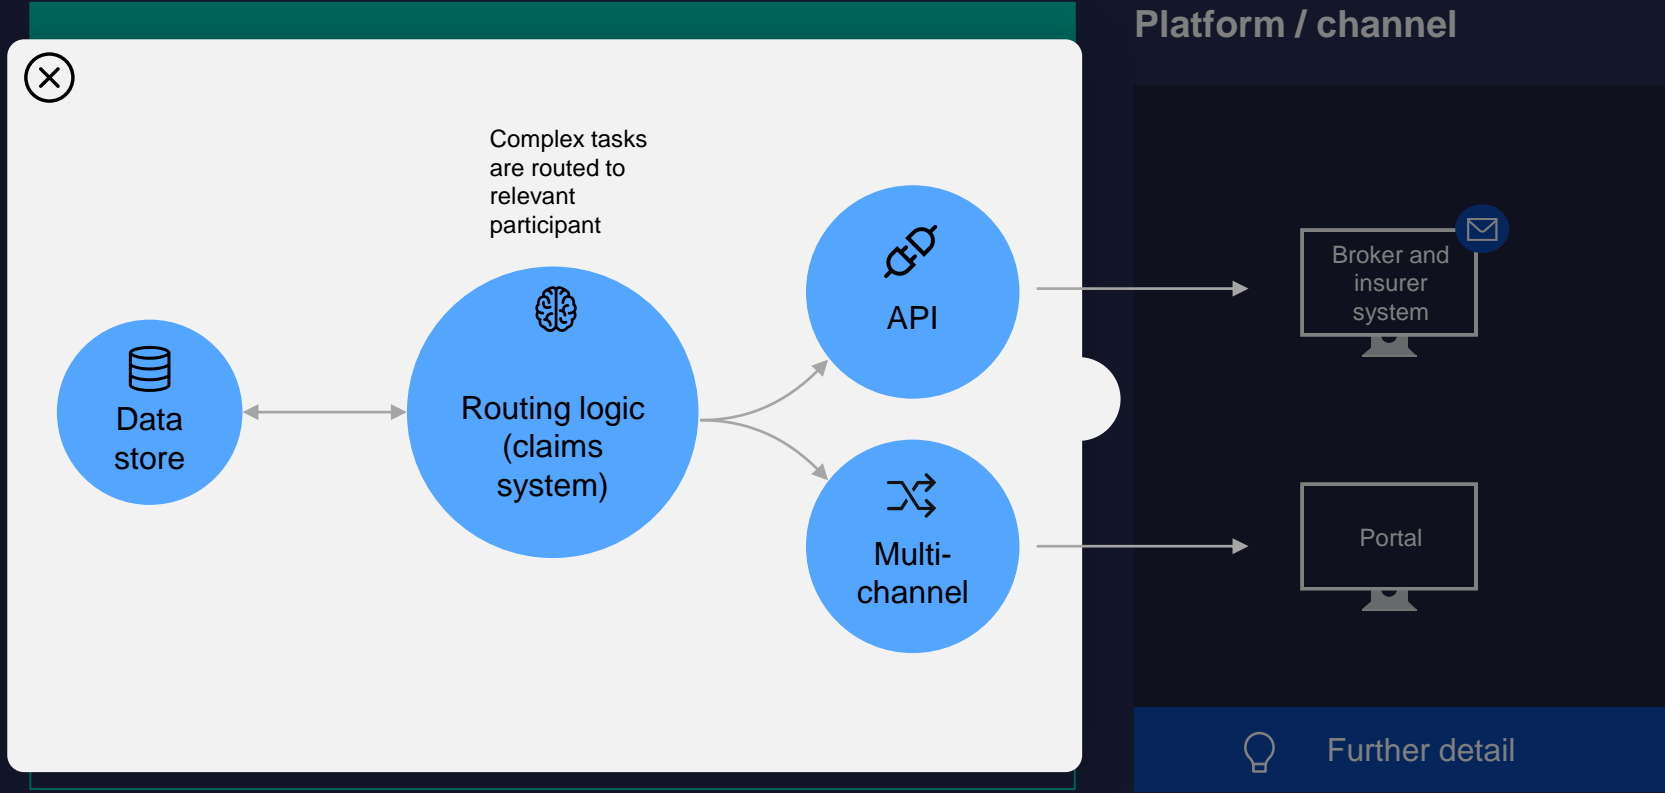 Platform / channel
Complex tasks
are routed to
relevant
participant
Data
store
Routing logic
(claims
system)
API
Multi-
channel
Broker and
insurer
system
Portal
Further detail